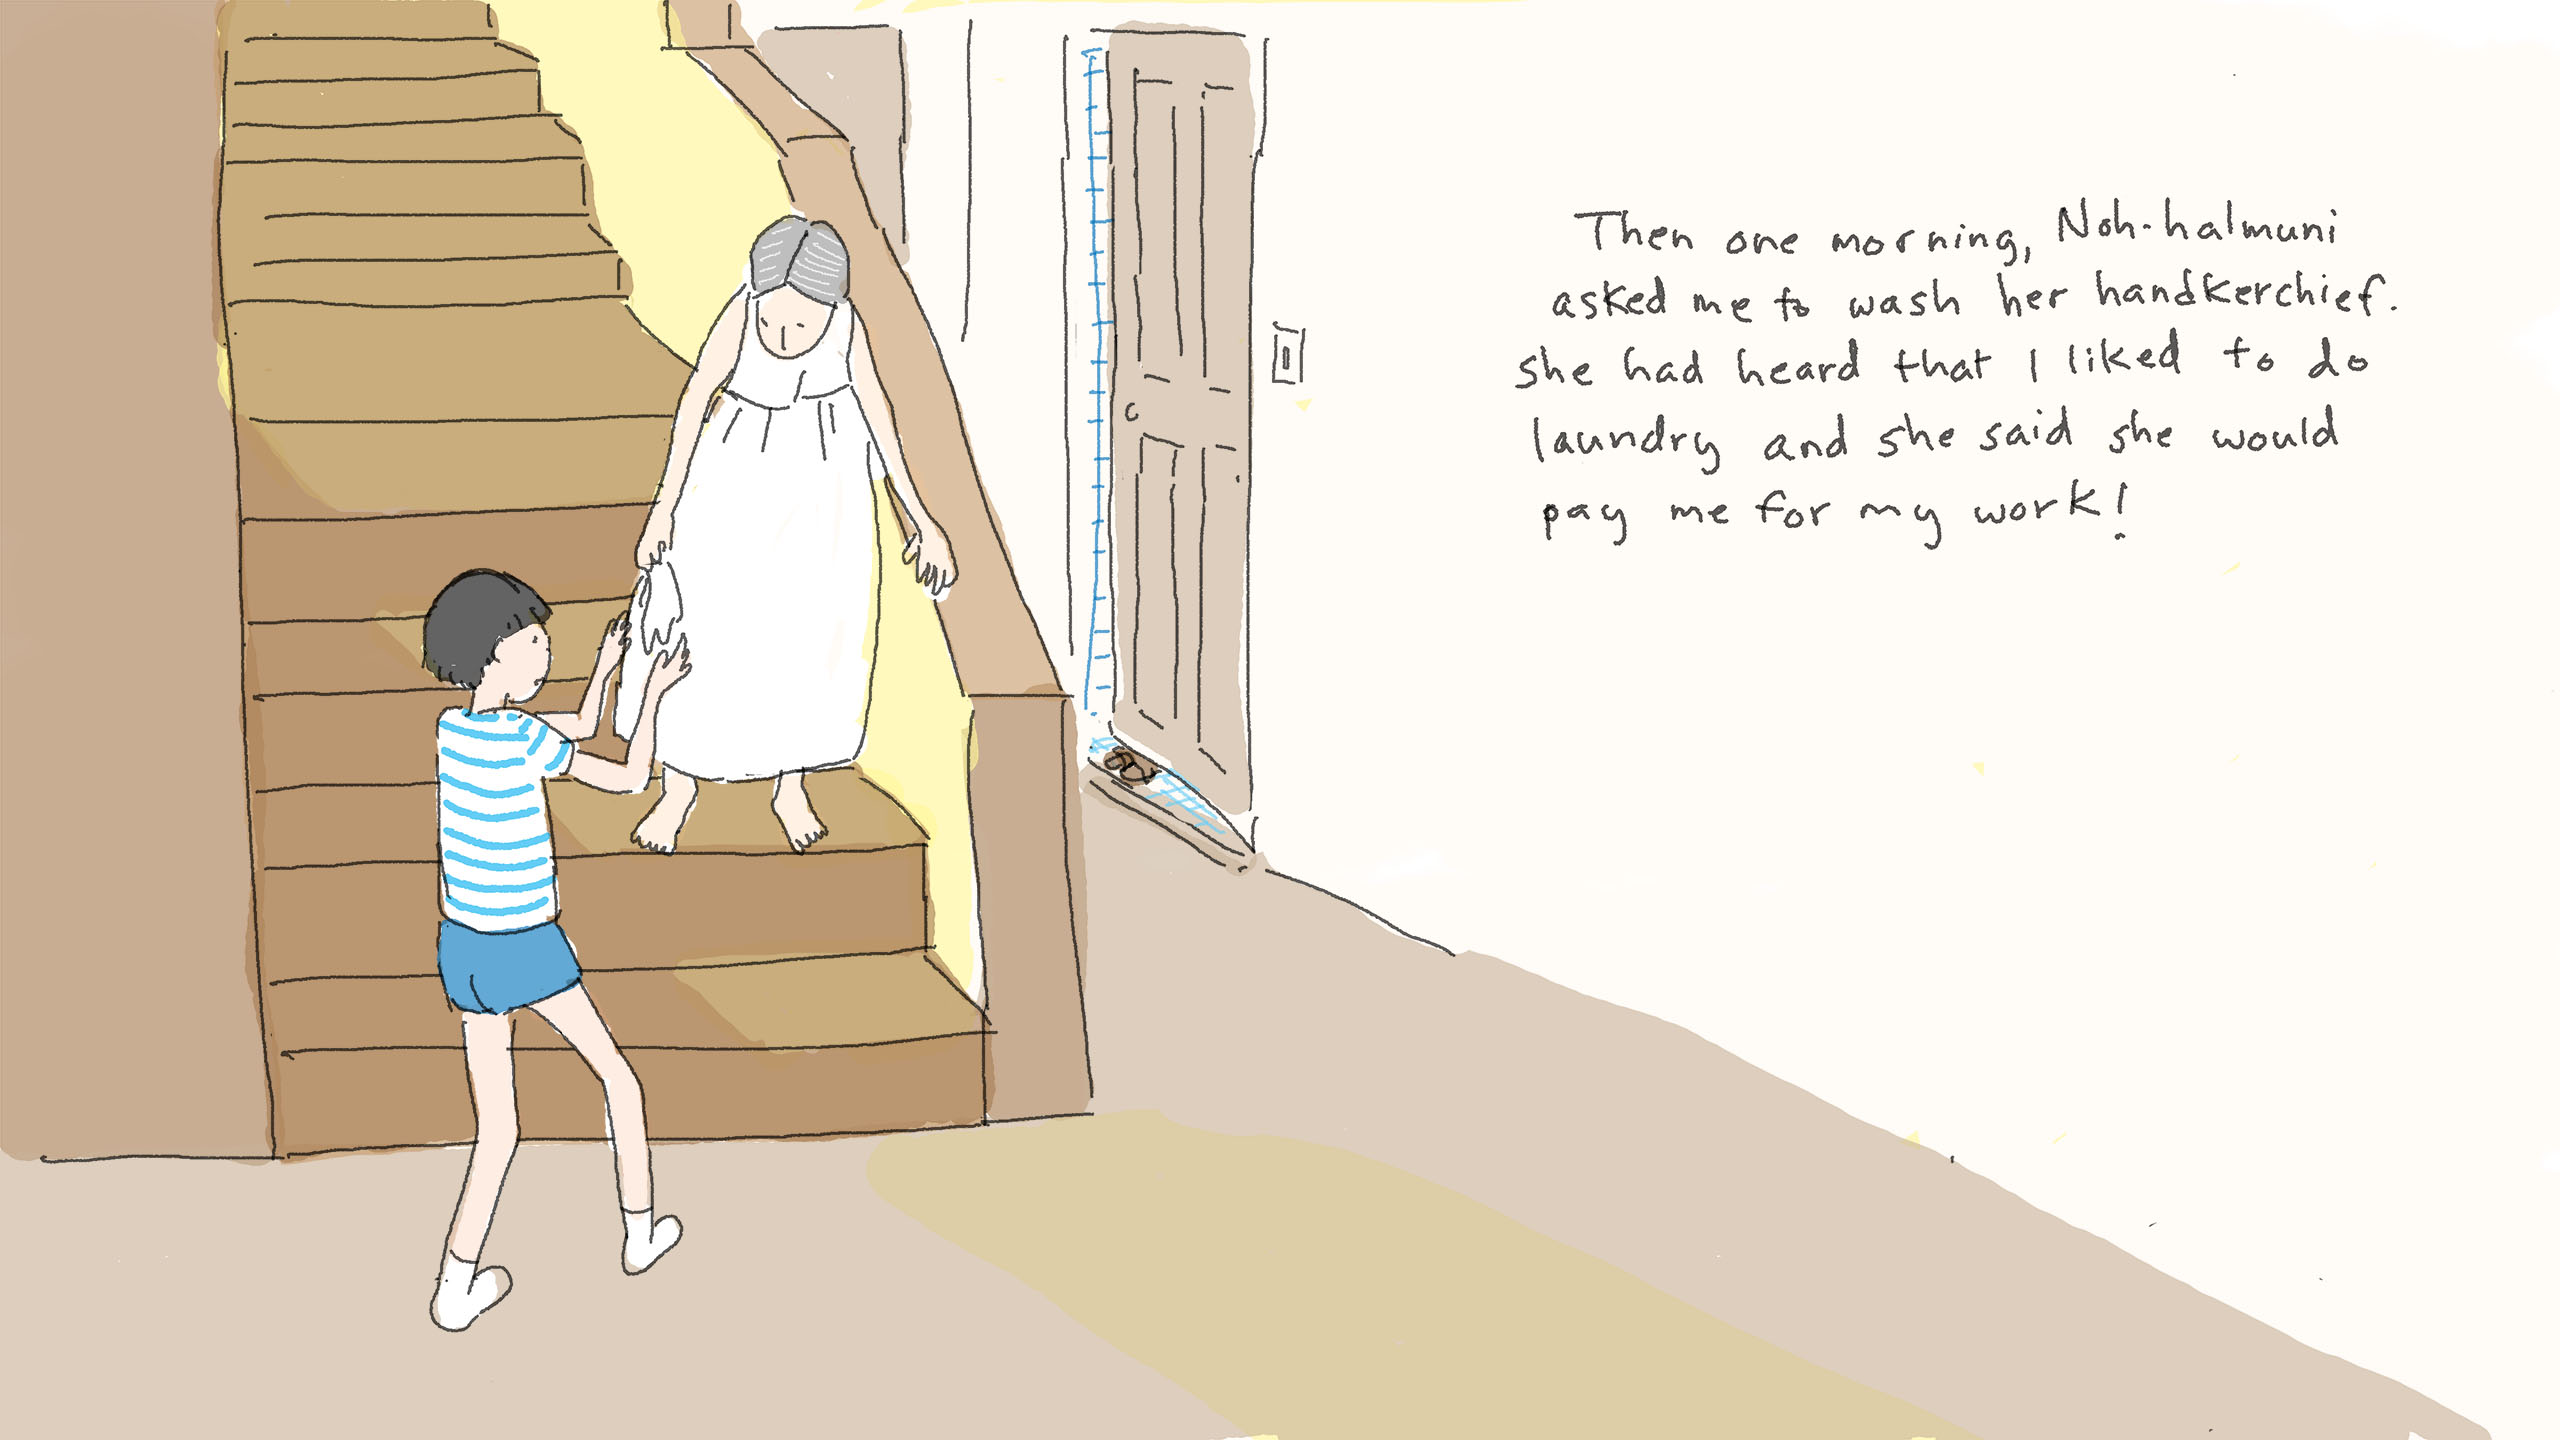 Then one morning, Noh-halmuni
asked me to wash her handkerchief.
she had heard that I liked to do
laundry and she said she would
pay me for my work!